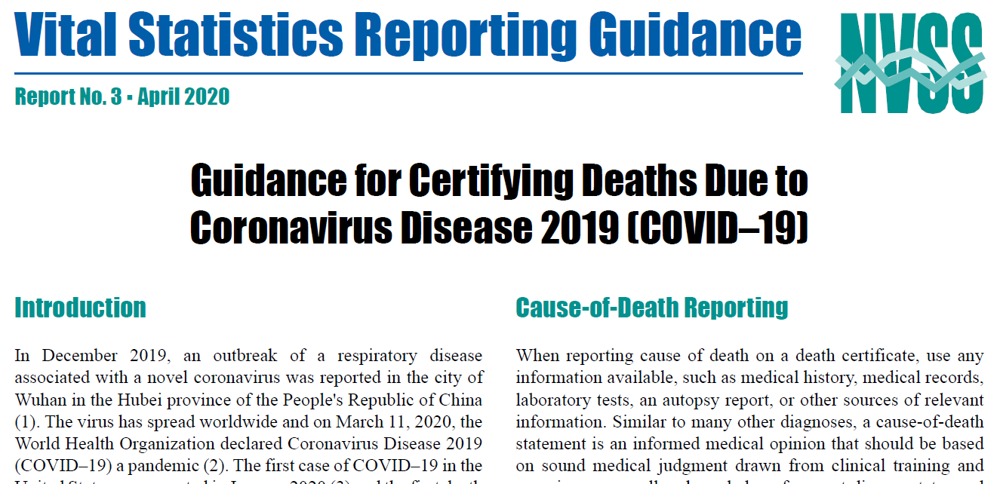 Vital Statistics Reporting Guidance
NVSS
Report No. 3 ▪ April 2020
Guidance for Certifying Deaths Due to
Coronavirus Disease 2019 (COVID–19)
Introduction
In December 2019, an outbreak of a respiratory disease
associated with a novel coronavirus was reported in the city of
Wuhan in the Hubei province of the People's Republic of China
(1). The virus has spread worldwide and on March 11, 2020, the
World Health Organization declared Coronavirus Disease 2019
(COVID–19) a pandemic (2). The first case of COVID–19 in the
Cause-of-Death Reporting
When reporting cause of death on a death certificate, use any
information available, such as medical history, medical records,
laboratory tests, an autopsy report, or other sources of relevant
information. Similar to many other diagnoses, a cause-of-death
statement is an informed medical opinion that should be based
on sound medical judgment drawn from clinical training and